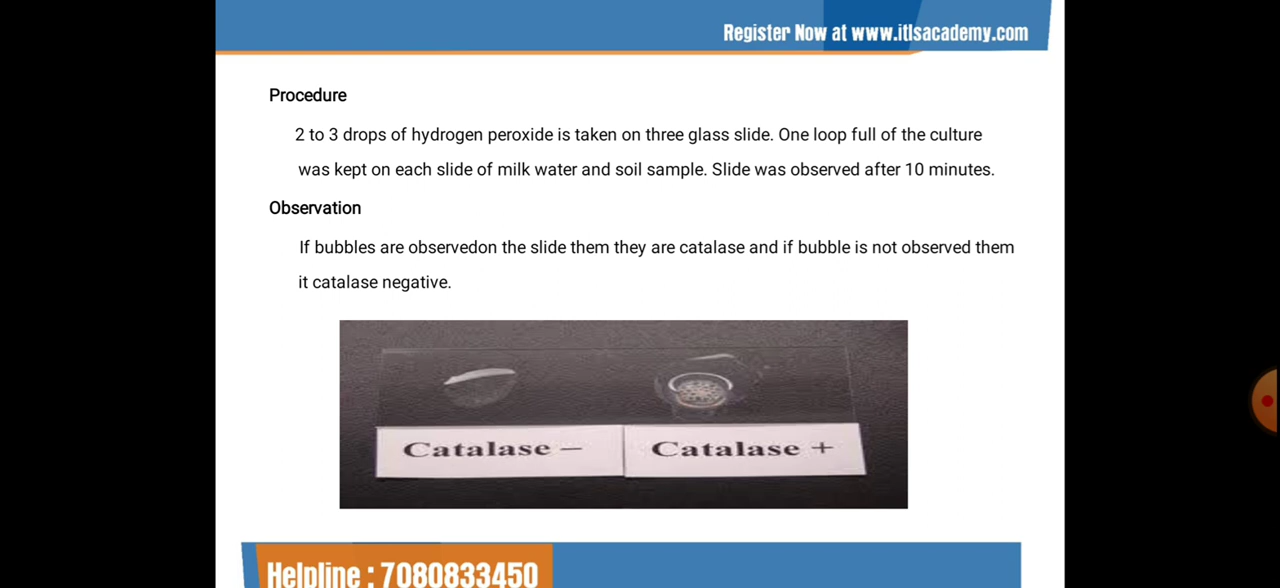 Register Now at www.itlsacademy.com
Procedure
2 to 3 drops of hydrogen peroxide is taken on three glass slide. One loop full of the culture
was kept on each slide of milk water and soil sample. Slide was observed after 10 minutes.
Observation
If bubbles are observedon the slide them they are catalase and if bubble is not observed them
it catalase negative.
Catalase – Catalase +
Helpline : 7080833450